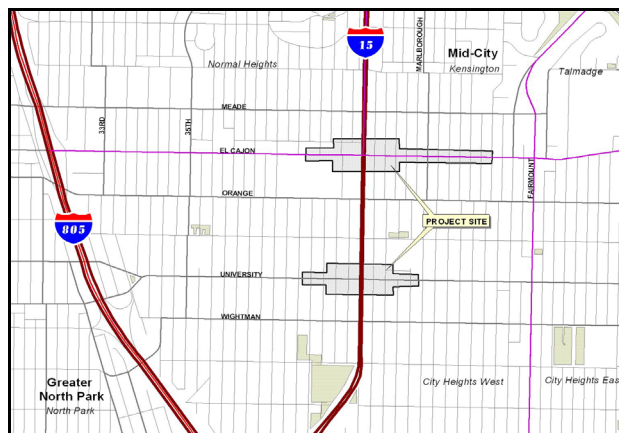 15
MARLBOROUGH
Mid-City
Kensington
Normal Heights
Talmadge
MEADE
33RD
35TH
EL CAJON
FAIRMOUNT
ORANGE
805
PROJECT SITE
UNIVERSITY
WIGHTMAN
Greater
North Park
North Park
City Heights West
City Heights East